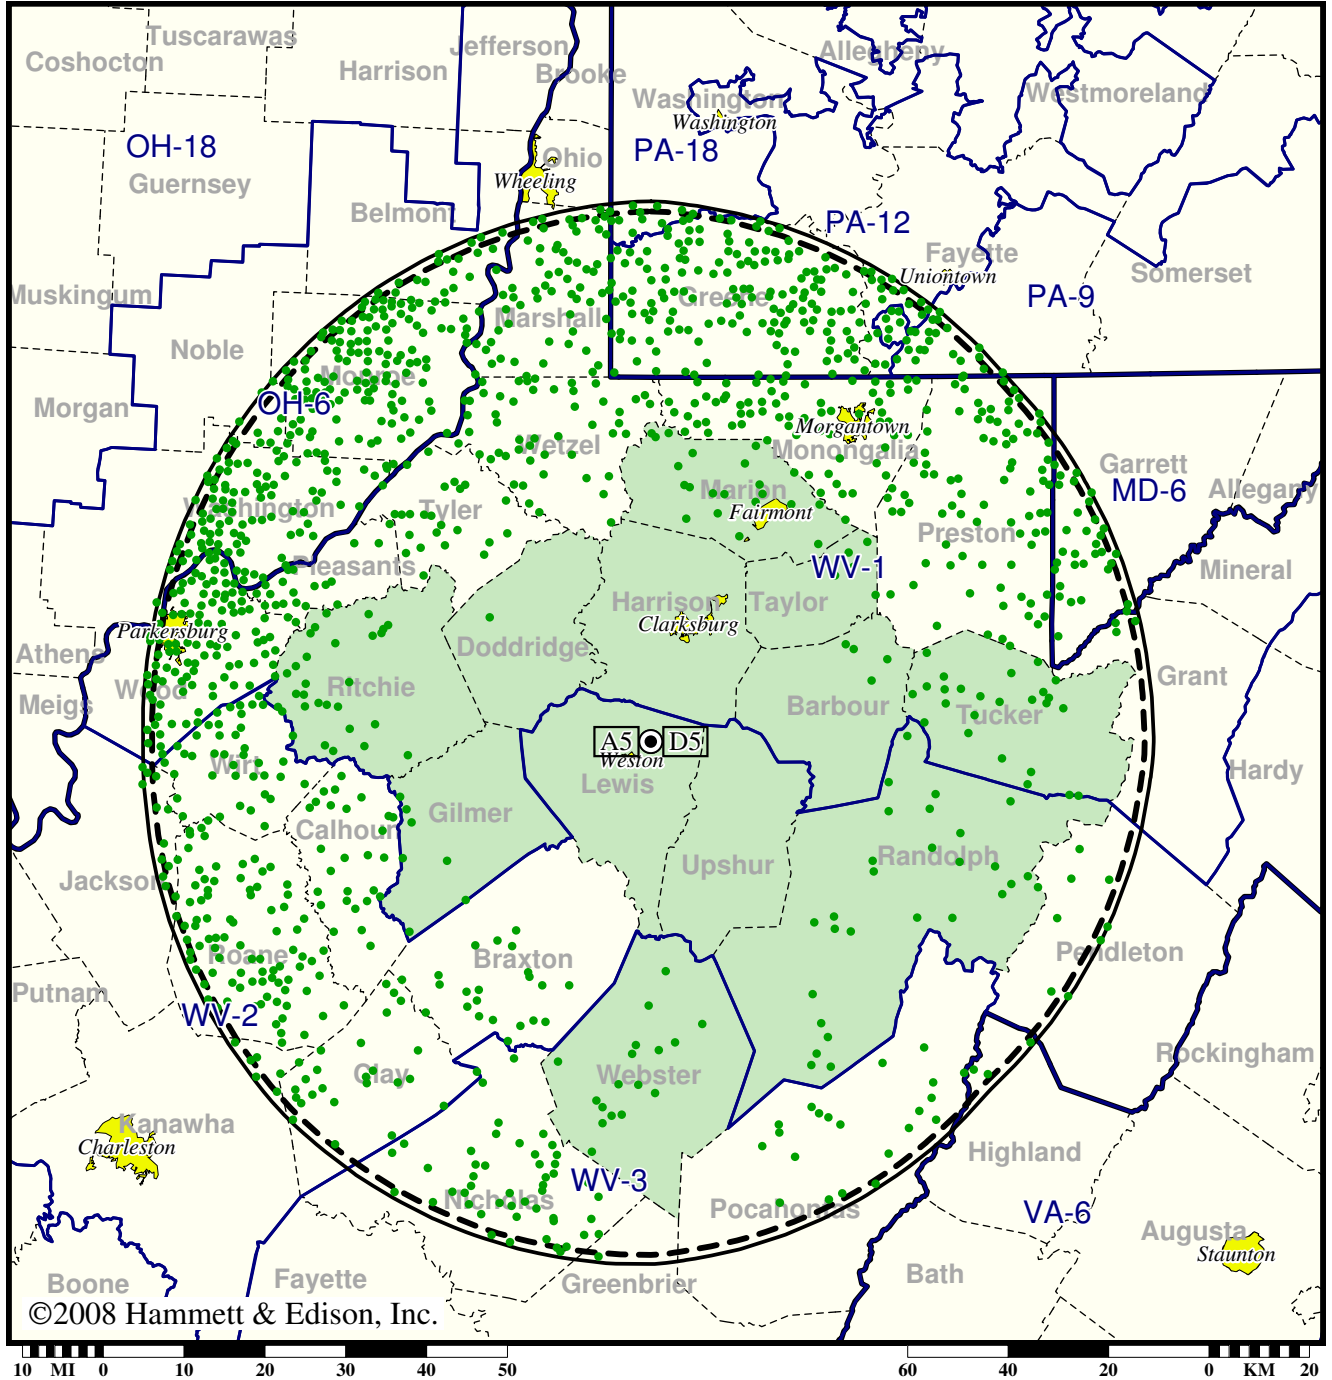 Tuscarawas
Coshocton
Harrison
Jefferson
Brooke
Allegheny
Washington
Westmoreland
Washington
OH-18
PA-18
Ohio
Guernsey
Wheeling
Belmont
PA-12
Fayette
Uniontown
Somerset
Muskingum
Greene
PA-9
Marshall
Noble
Monroe
Morgan
OH-6
Morgantown
Wetzel
Monongalia
Garrett
MD-6
Allegany
Marion
Fairmont
Washington
Tyler
Preston
Pleasants
WV-1
Mineral
Harrison
Taylor
Clarksburg
Parkersburg
Athens
Doddridge
Grant
Wood
Ritchie
Meigs
Barbour
Tucker
A5
D5
Weston
Wirt
Hardy
Lewis
Gilmer
Calhoun
Upshur
Randolph
Jackson
Roane
Braxton
Pendleton
Putnam
WV-2
Rockingham
Clay
Webster
Kanawha
Charleston
Highland
WV-3
Nicholas
Pocahontas
VA-6
Augusta
Staunton
Boone
Fayette
Greenbrier
Bath
©2008 Hammett & Edison, Inc.
10 MI 0 10 20 30 40 50 60 40 20 0 KM 20